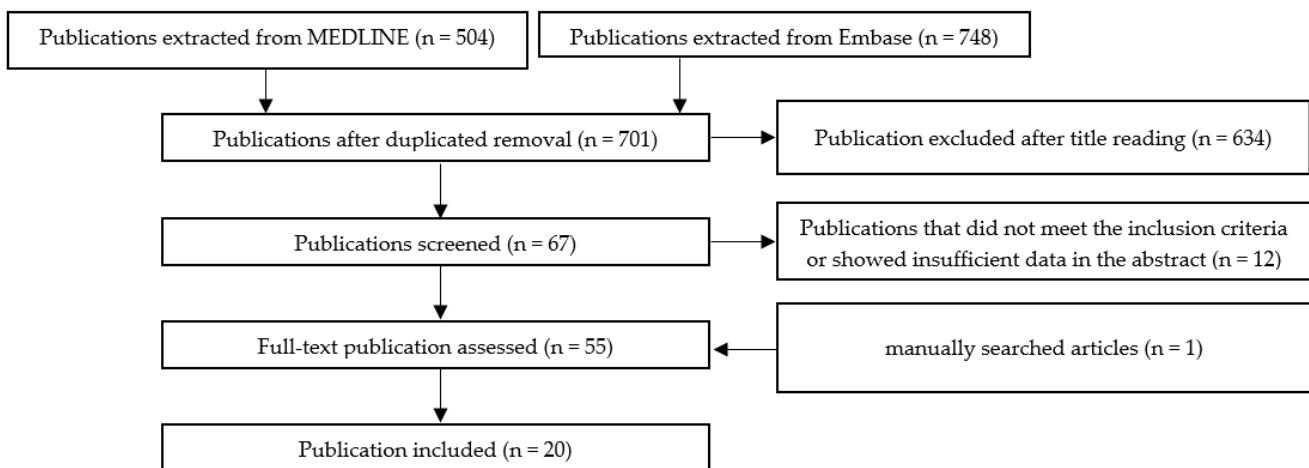 Publications extracted from MEDLINE (n = 504)
Publications extracted from Embase (n = 748)
Publications after duplicated removal (n = 701)
Publication excluded after title reading (n = 634)
Publications screened (n = 67)
Publications that did not meet the inclusion criteria
or showed insufficient data in the abstract (n = 12)
Full-text publication assessed (n = 55)
manually searched articles (n = 1)
Publication included (n = 20)